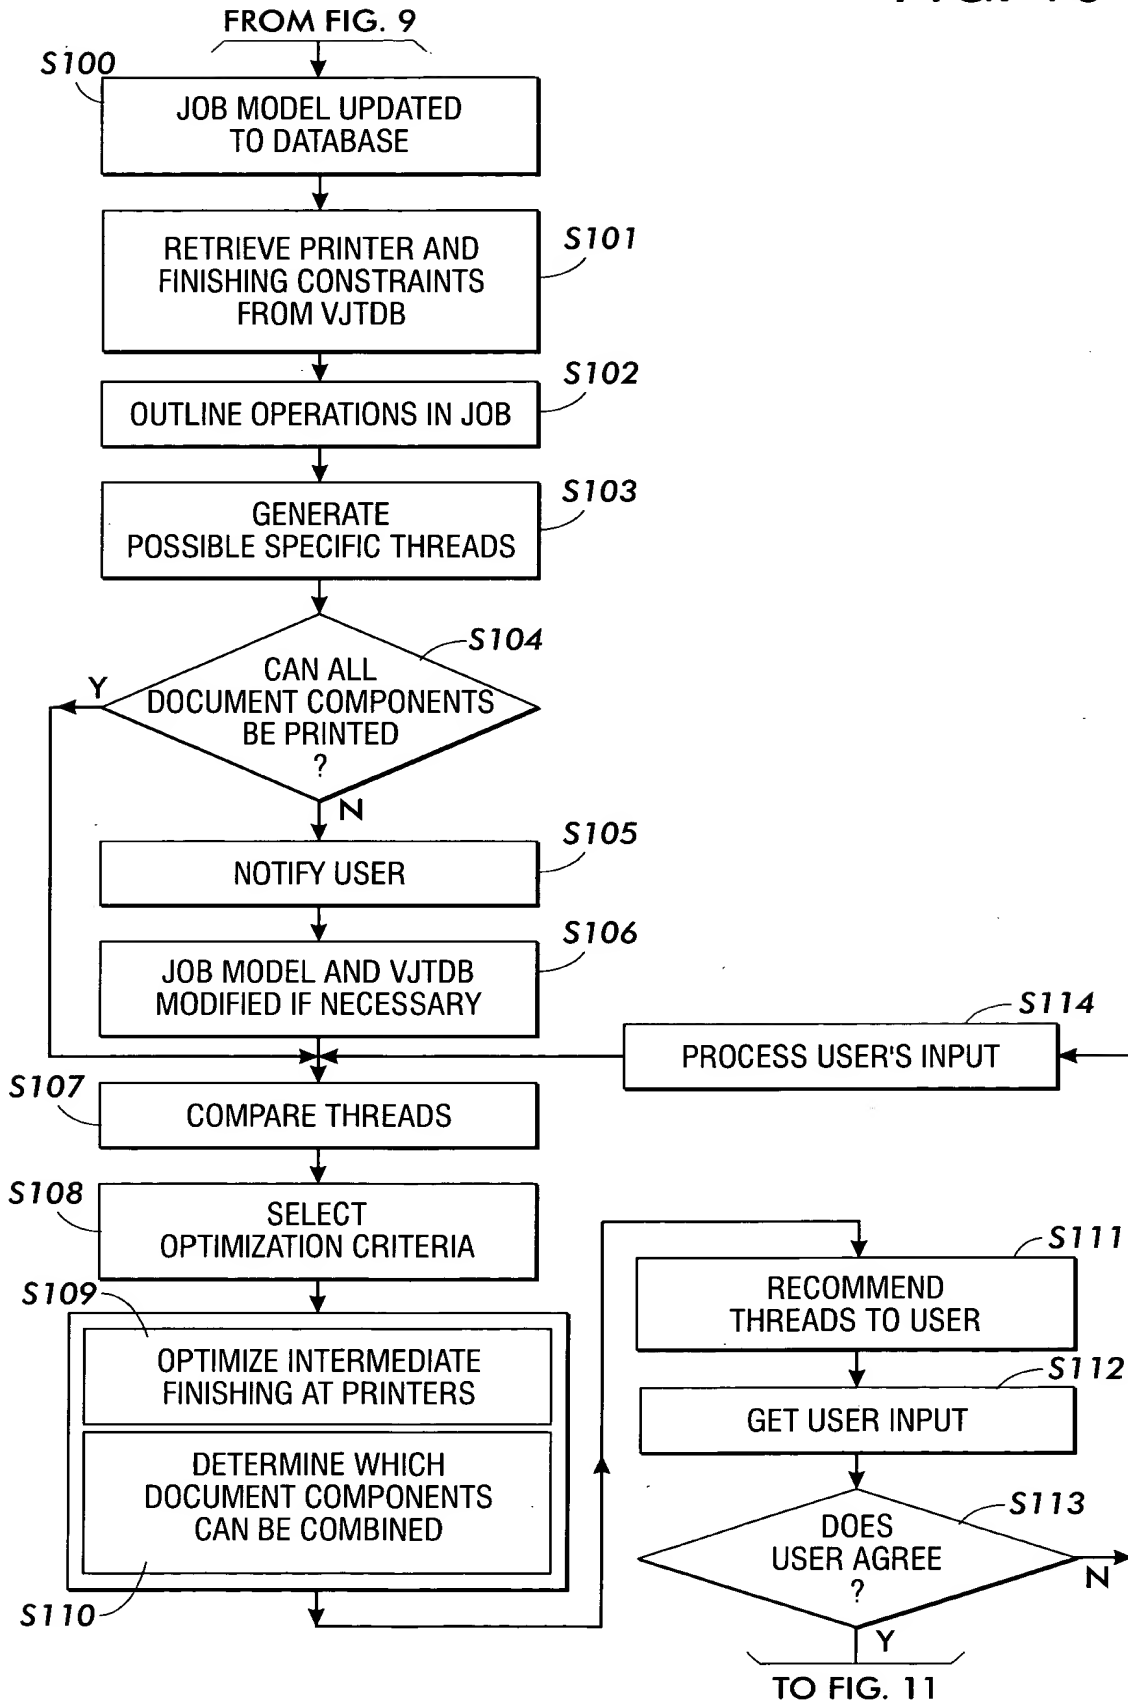 FROM FIG. 9
S100
JOB MODEL UPDATED
TO DATABASE
S101
RETRIEVE PRINTER AND
FINISHING CONSTRAINTS
FROM VJTDB
S102
OUTLINE OPERATIONS IN JOB
S103
GENERATE
POSSIBLE SPECIFIC THREADS
S104
CAN ALL
DOCUMENT COMPONENTS
BE PRINTED
?
Y
N
S105
NOTIFY USER
S106
JOB MODEL AND VJTDB
MODIFIED IF NECESSARY
S114
PROCESS USER'S INPUT
S107
COMPARE THREADS
S108
SELECT
OPTIMIZATION CRITERIA
S109
OPTIMIZE INTERMEDIATE
FINISHING AT PRINTERS
DETERMINE WHICH
DOCUMENT COMPONENTS
CAN BE COMBINED
S110
S111
RECOMMEND
THREADS TO USER
S112
GET USER INPUT
S113
DOES
USER AGREE
?
N
Y
TO FIG. 11